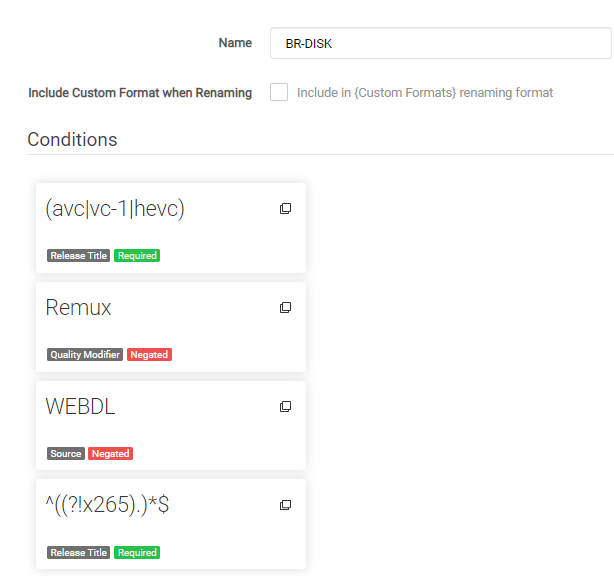 Name BR-DISK
Include Custom Format when Renaming Include in {Custom Formats} renaming format
Conditions
(avc|vc-1|hevc)
Release Title Required
Remux
Quality Modifier Negated
WEBDL
Source Negated
^((?!x265).)*$
Release Title Required